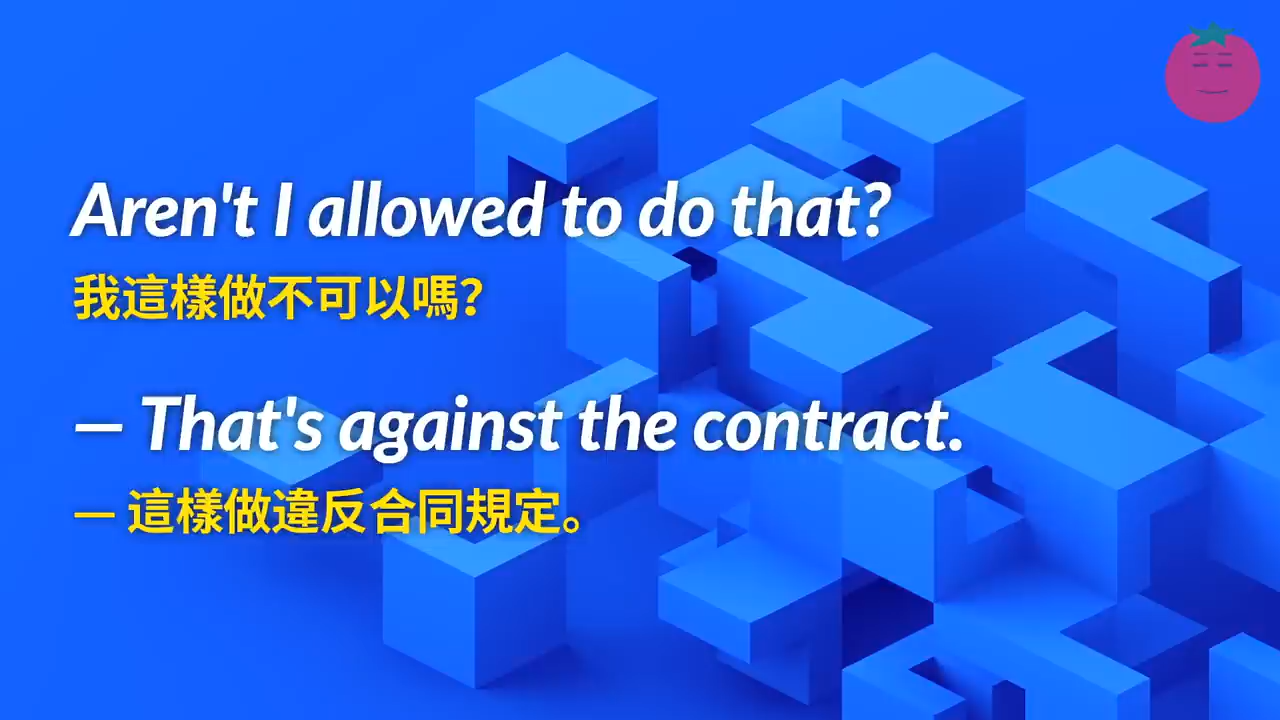 Aren't I allowed to do that?
我這樣做不可以嗎?
— That's against the contract.
— 這樣做違反合同規定。